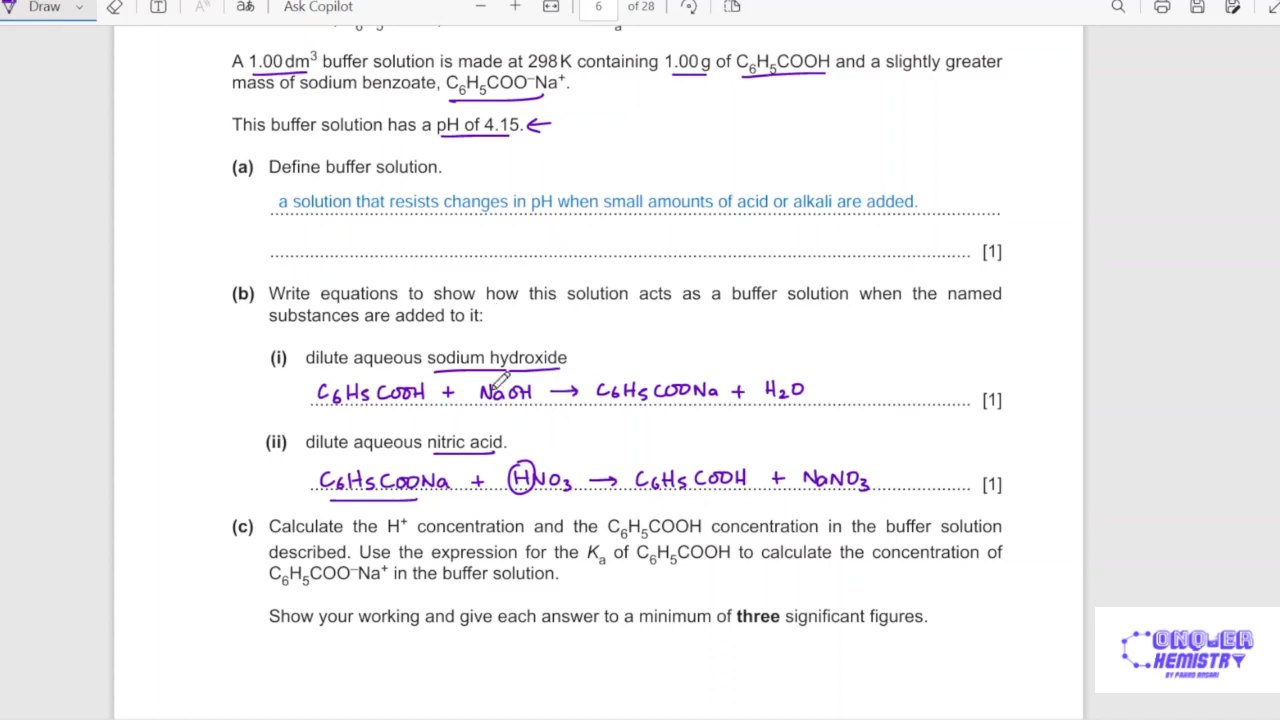 Draw
Ask Copilot
6 of 28
A 1.00 dm³ buffer solution is made at 298 K containing 1.00 g of C₆H₅COOH and a slightly greater
mass of sodium benzoate, C₆H₅COO⁻Na⁺.
This buffer solution has a pH of 4.15. ←
(a) Define buffer solution.
a solution that resists changes in pH when small amounts of acid or alkali are added.
[1]
(b) Write equations to show how this solution acts as a buffer solution when the named
substances are added to it:
(i) dilute aqueous sodium hydroxide
C₆H₅COOH + NaOH → C₆H₅COONa + H₂O [1]
(ii) dilute aqueous nitric acid.
C₆H₅COONa + HNO₃ → C₆H₅COOH + NaNO₃ [1]
(c) Calculate the H⁺ concentration and the C₆H₅COOH concentration in the buffer solution
described. Use the expression for the Kₐ of C₆H₅COOH to calculate the concentration of
C₆H₅COO⁻Na⁺ in the buffer solution.
Show your working and give each answer to a minimum of three significant figures.
CONQUER
CHEMISTRY
BY FAHAD ANSARI